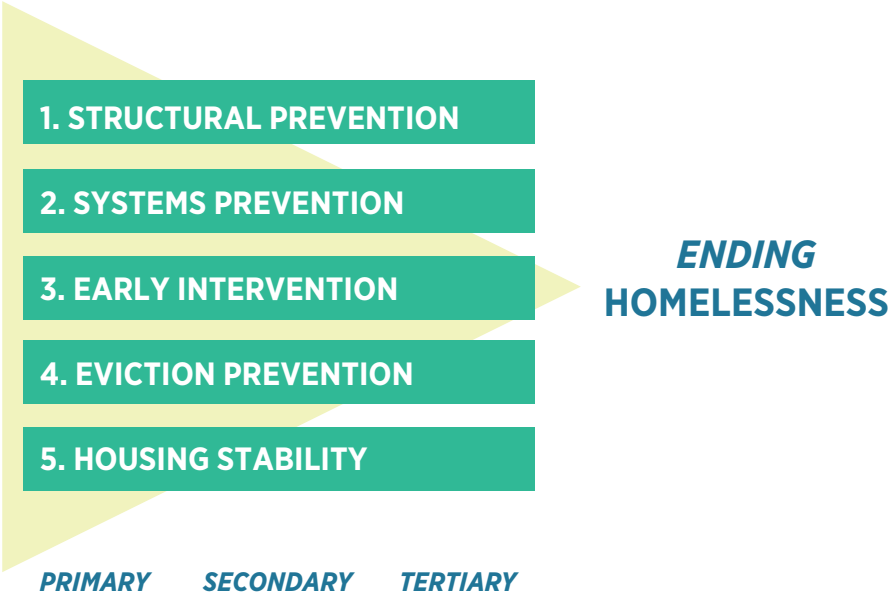 1. STRUCTURAL PREVENTION
2. SYSTEMS PREVENTION
3. EARLY INTERVENTION
4. EVICTION PREVENTION
5. HOUSING STABILITY
ENDING
HOMELESSNESS
PRIMARY SECONDARY TERTIARY